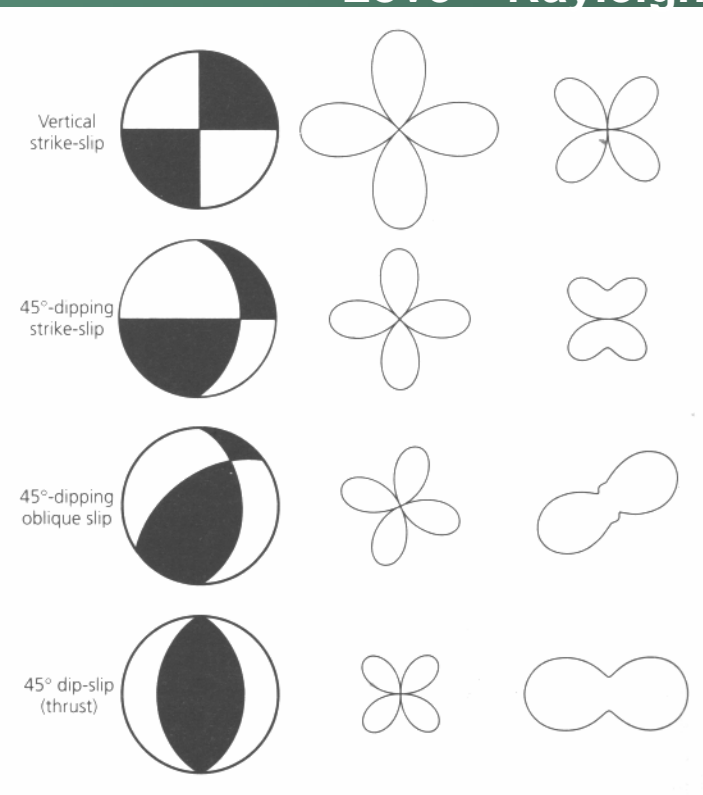 Vertical
strike-slip
45°-dipping
strike-slip
45°-dipping
oblique slip
45° dip-slip
(thrust)